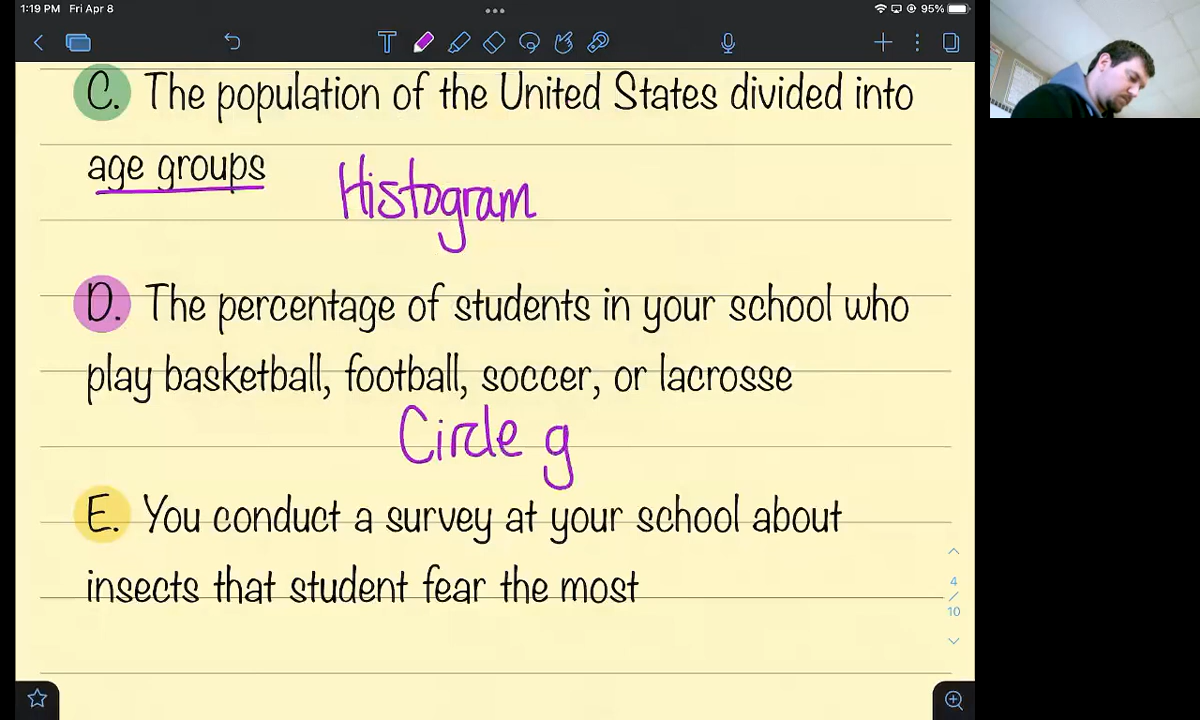 1:19 PM Fri Apr 8
95%
T
C. The population of the United States divided into
age groups
Histogram
D. The percentage of students in your school who
play basketball, football, soccer, or lacrosse
Circle g
E. You conduct a survey at your school about
insects that student fear the most
4
/
10